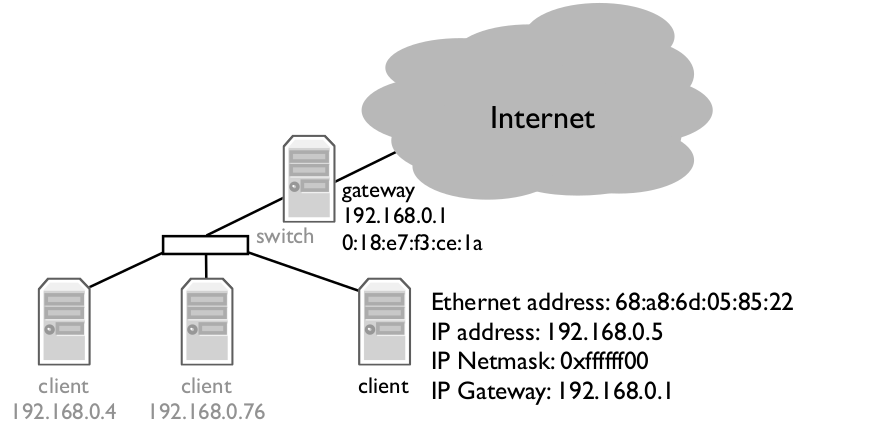 Internet
gateway
192.168.0.1
0:18:e7:f3:ce:1a
switch
Ethernet address: 68:a8:6d:05:85:22
IP address: 192.168.0.5
IP Netmask: 0xffffff00
IP Gateway: 192.168.0.1
client
192.168.0.4
client
192.168.0.76
client